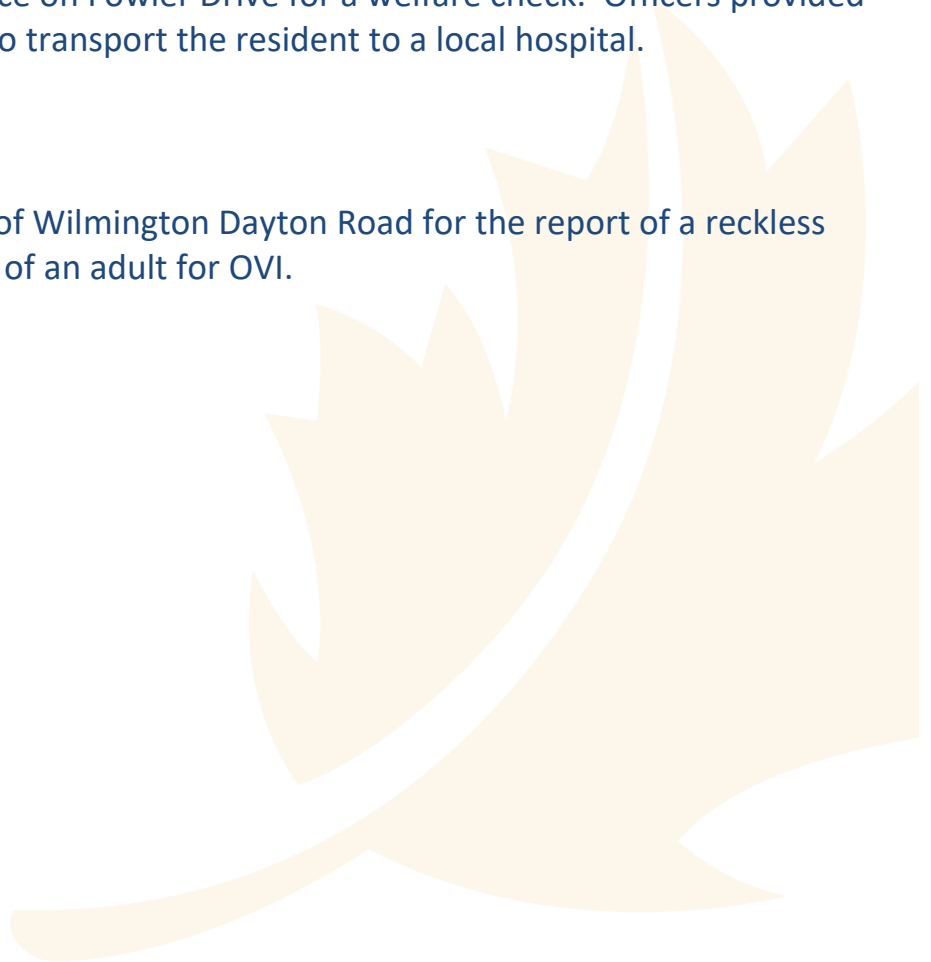 ce on Fowler Drive for a welfare check.  Officers provided
o transport the resident to a local hospital.
of Wilmington Dayton Road for the report of a reckless
of an adult for OVI.